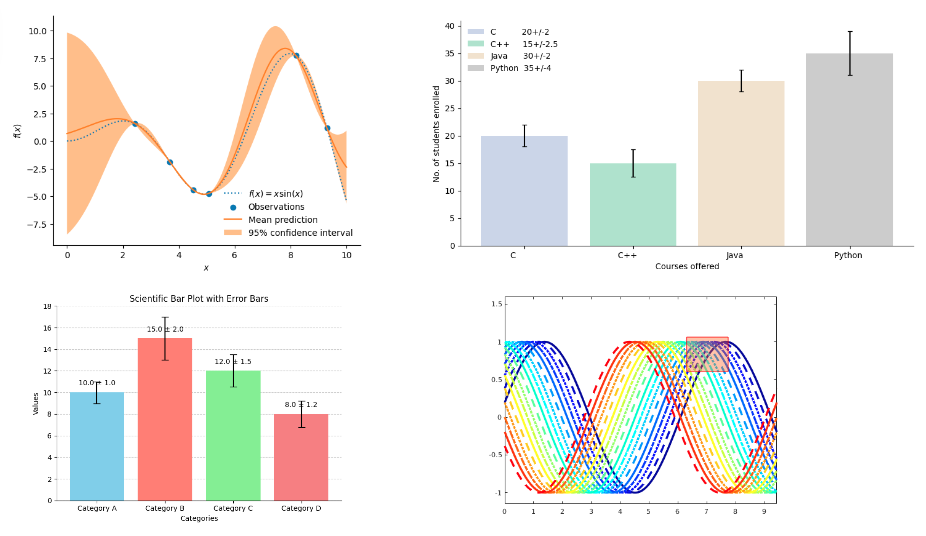 10.0
7.5
5.0
2.5
0.0
−2.5
−5.0
−7.5
f(x)
0 2 4 6 8 10
x
f(x) = x sin(x)
Observations
Mean prediction
95% confidence interval
40
35
30
25
20
15
10
5
0
No. of students enrolled
C 20+/-2
C++ 15+/-2.5
Java 30+/-2
Python 35+/-4
C C++ Java Python
Courses offered
Scientific Bar Plot with Error Bars
18
16
14
12
10
8
6
4
2
0
Values
10.0 ± 1.0
15.0 ± 2.0
12.0 ± 1.5
8.0 ± 1.2
Category A Category B Category C Category D
Categories
1.5
1
0.5
0
-0.5
-1
0 1 2 3 4 5 6 7 8 9